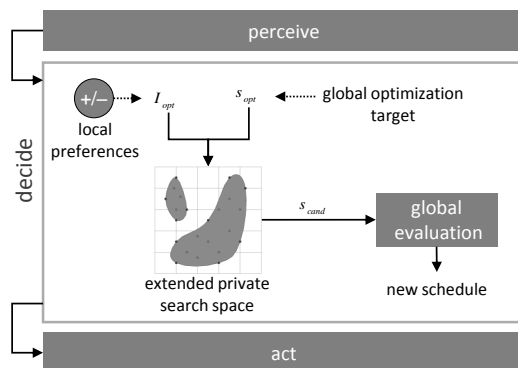 perceive
decide
+/–
local
preferences
I_opt
s_opt
global optimization
target
extended private
search space
s_cand
global
evaluation
new schedule
act